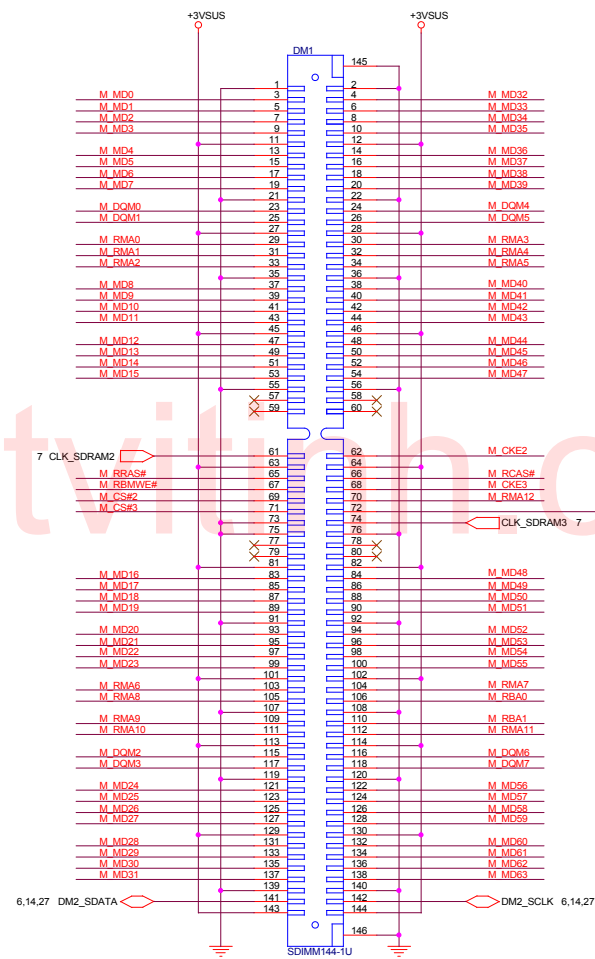 +3VSUS +3VSUS
DM1
145
1 2
M_MD0 3 4 M_MD32
M_MD1 5 6 M_MD33
M_MD2 7 8 M_MD34
M_MD3 9 10 M_MD35
11 12
M_MD4 13 14 M_MD36
M_MD5 15 16 M_MD37
M_MD6 17 18 M_MD38
M_MD7 19 20 M_MD39
21 22
M_DQM0 23 24 M_DQM4
M_DQM1 25 26 M_DQM5
27 28
M_RMA0 29 30 M_RMA3
M_RMA1 31 32 M_RMA4
M_RMA2 33 34 M_RMA5
35 36
M_MD8 37 38 M_MD40
M_MD9 39 40 M_MD41
M_MD10 41 42 M_MD42
M_MD11 43 44 M_MD43
45 46
M_MD12 47 48 M_MD44
M_MD13 49 50 M_MD45
M_MD14 51 52 M_MD46
M_MD15 53 54 M_MD47
55 56
57 58
59 60
tvitinh.c
7 CLK_SDRAM2 61 62 M_CKE2
63 64
M_RRAS# 65 66 M_RCAS#
M_RBMWE# 67 68 M_CKE3
M_CS#2 69 70 M_RMA12
M_CS#3 71 72
73 74 CLK_SDRAM3 7
75 76
77 78
79 80
81 82
M_MD16 83 84 M_MD48
M_MD17 85 86 M_MD49
M_MD18 87 88 M_MD50
M_MD19 89 90 M_MD51
91 92
M_MD20 93 94 M_MD52
M_MD21 95 96 M_MD53
M_MD22 97 98 M_MD54
M_MD23 99 100 M_MD55
101 102
M_RMA6 103 104 M_RMA7
M_RMA8 105 106 M_RBA0
107 108
M_RMA9 109 110 M_RBA1
M_RMA10 111 112 M_RMA11
113 114
M_DQM2 115 116 M_DQM6
M_DQM3 117 118 M_DQM7
119 120
M_MD24 121 122 M_MD56
M_MD25 123 124 M_MD57
M_MD26 125 126 M_MD58
M_MD27 127 128 M_MD59
129 130
M_MD28 131 132 M_MD60
M_MD29 133 134 M_MD61
M_MD30 135 136 M_MD62
M_MD31 137 138 M_MD63
139 140
6,14,27 DM2_SDATA 141 142 DM2_SCLK 6,14,27
143 144
146
SDIMM144-1U